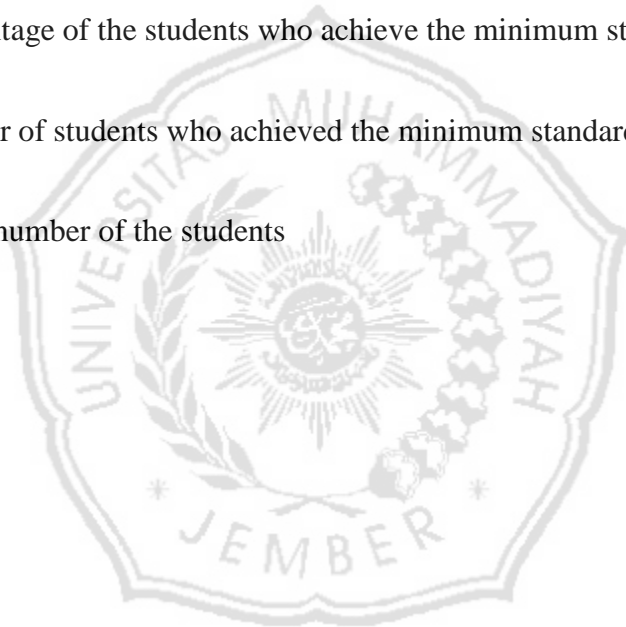 ntage of the students who achieve the minimum st
r of students who achieved the minimum standar
number of the students
UNIVERSITAS MUHAMMADIYAH
JEMBER